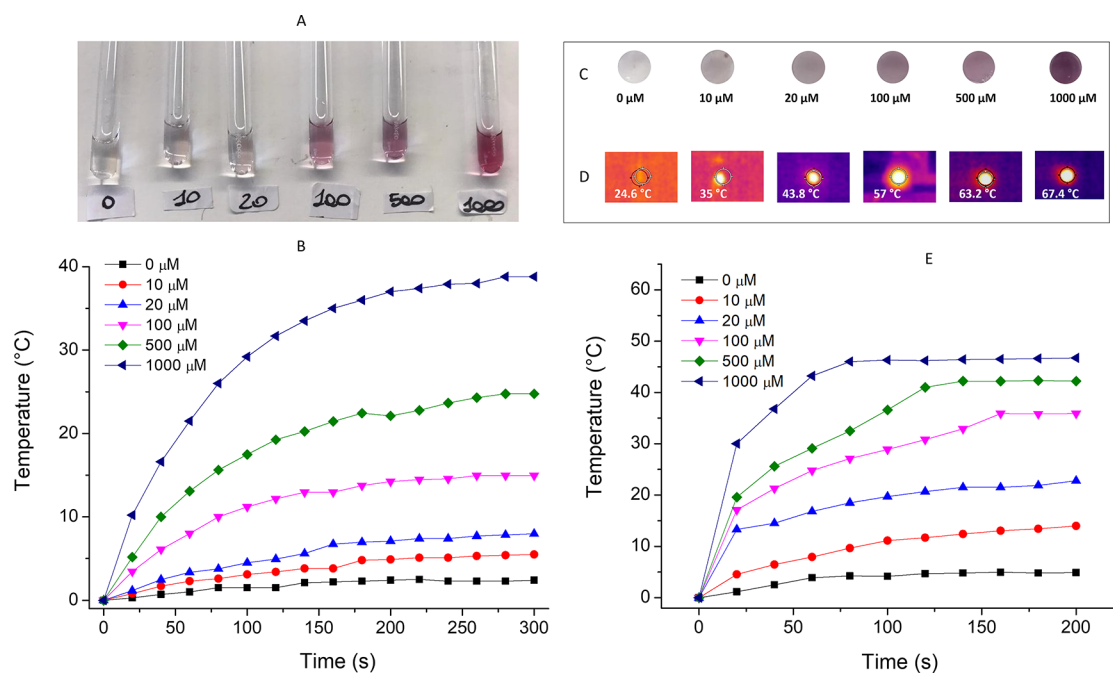 A
0
10
20
100
500
1000
C
0 µM
10 µM
20 µM
100 µM
500 µM
1000 µM
D
24.6 °C
35 °C
43.8 °C
57 °C
63.2 °C
67.4 °C
B
0 µM
10 µM
20 µM
100 µM
500 µM
1000 µM
Temperature (°C)
40
30
20
10
0
0
50
100
150
200
250
300
Time (s)
E
0 µM
10 µM
20 µM
100 µM
500 µM
1000 µM
Temperature (°C)
60
50
40
30
20
10
0
0
50
100
150
200
Time (s)